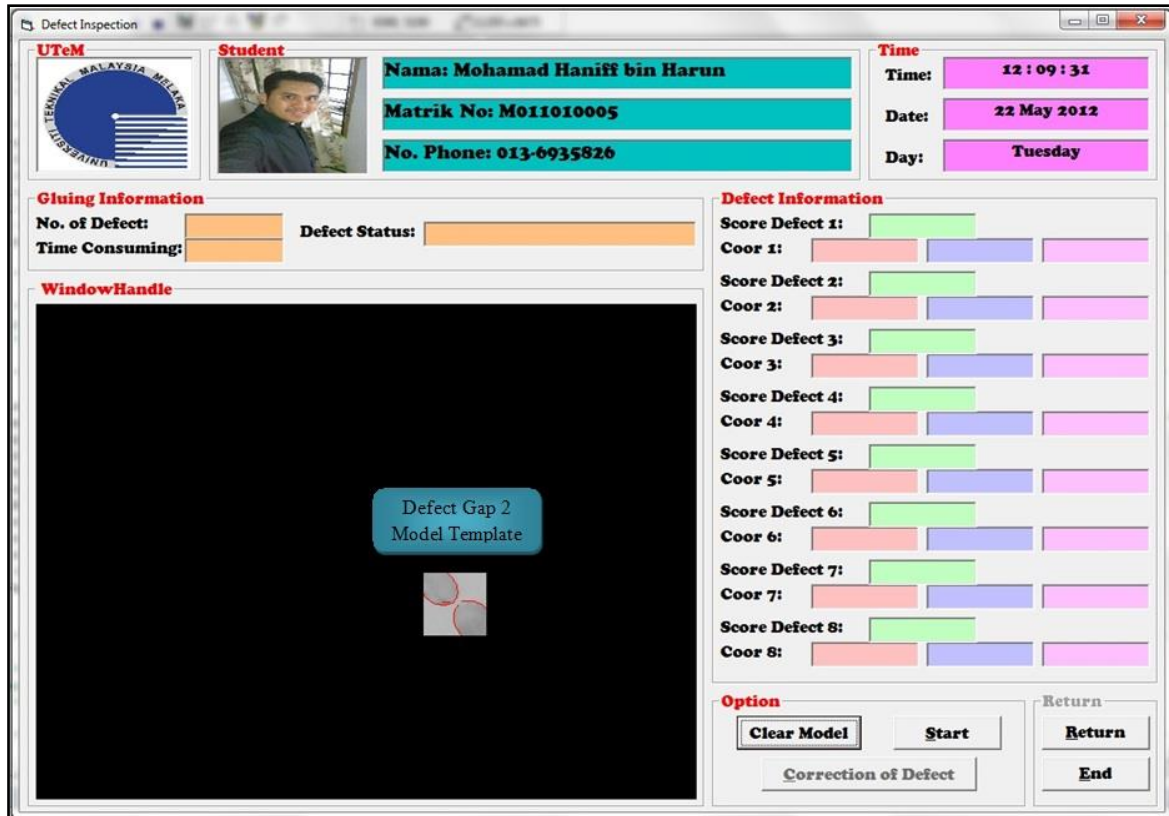 Defect Inspection
UTeM
UNIVERSITI TEKNIKAL MALAYSIA MELAKA
Student
Nama: Mohamad Haniff bin Harun
Matrik No: M011010005
No. Phone: 013-6935826
Time
Time: 12:09:31
Date: 22 May 2012
Day: Tuesday
Gluing Information
No. of Defect:
Time Consuming:
Defect Status:
WindowHandle
Defect Gap 2
Model Template
Defect Information
Score Defect 1:
Coor 1:
Score Defect 2:
Coor 2:
Score Defect 3:
Coor 3:
Score Defect 4:
Coor 4:
Score Defect 5:
Coor 5:
Score Defect 6:
Coor 6:
Score Defect 7:
Coor 7:
Score Defect 8:
Coor 8:
Option
Clear Model
Start
Correction of Defect
Return
Return
End